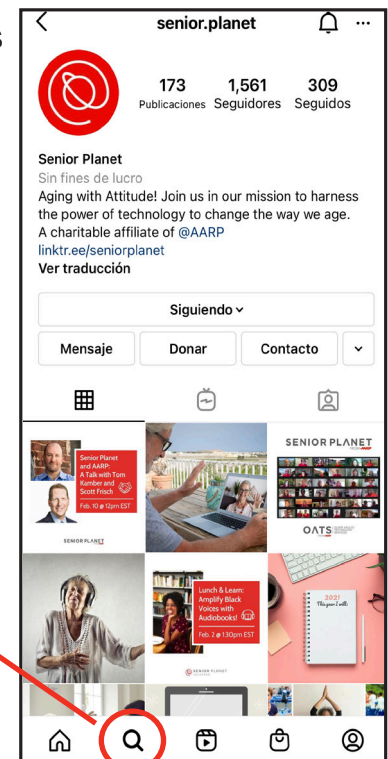 s
senior.planet
173 1,561 309
Publicaciones Seguidores Seguidos
Senior Planet
Sin fines de lucro
Aging with Attitude! Join us in our mission to harness
the power of technology to change the way we age.
A charitable affiliate of @AARP
linktr.ee/seniorplanet
Ver traducción
Siguiendo
Mensaje Donar Contacto
Senior Planet
and AARP:
A Talk with Tom
Kamber and
Scott Frisch
Feb. 10 @ 12pm EST
SENIOR PLANET
SENIOR PLANET
OATS
Lunch & Learn:
Amplify Black
Voices with
Audiobooks!
Feb. 2 @ 130pm EST
SENIOR PLANET
2021
This year I will: